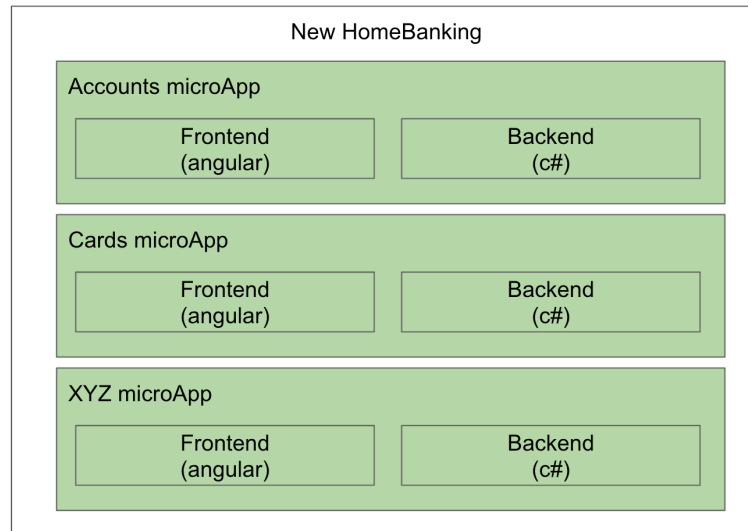 New HomeBanking
Accounts microApp
Frontend
(angular)
Backend
(c#)
Cards microApp
Frontend
(angular)
Backend
(c#)
XYZ microApp
Frontend
(angular)
Backend
(c#)